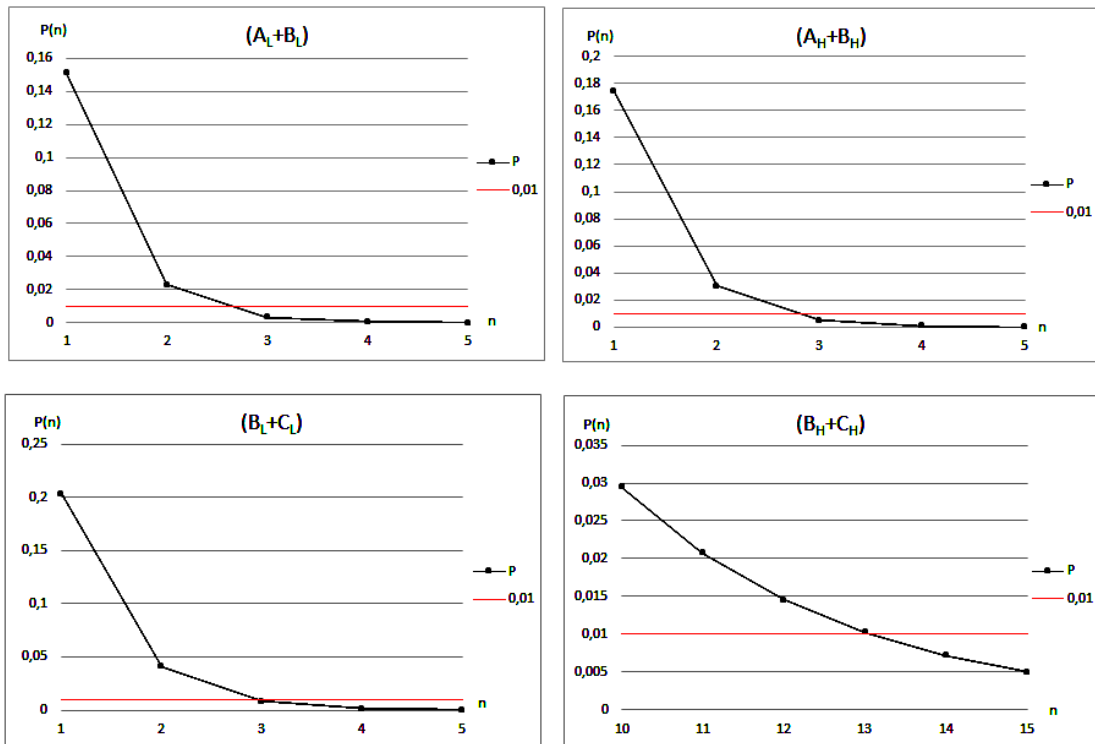 (A_L+B_L)
P(n)
0,16
0,14
0,12
0,1
0,08
0,06
0,04
0,02
0
1 2 3 4 5
n
P
0,01
(A_H+B_H)
P(n)
0,2
0,18
0,16
0,14
0,12
0,1
0,08
0,06
0,04
0,02
0
1 2 3 4 5
n
P
0,01
(B_L+C_L)
P(n)
0,25
0,2
0,15
0,1
0,05
0
1 2 3 4 5
n
P
0,01
(B_H+C_H)
P(n)
0,035
0,03
0,025
0,02
0,015
0,01
0,005
0
10 11 12 13 14 15
n
P
0,01